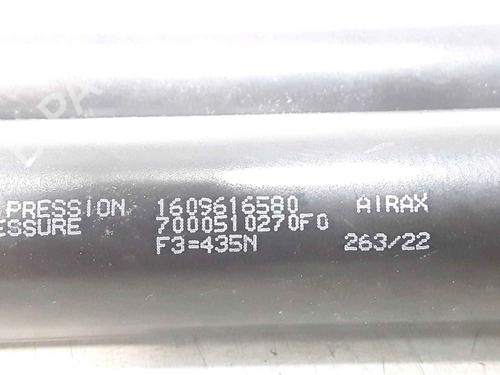 PRESSION 1609616580 AIRAX
ESSURE 7000510270F0
F3=435N 263/22